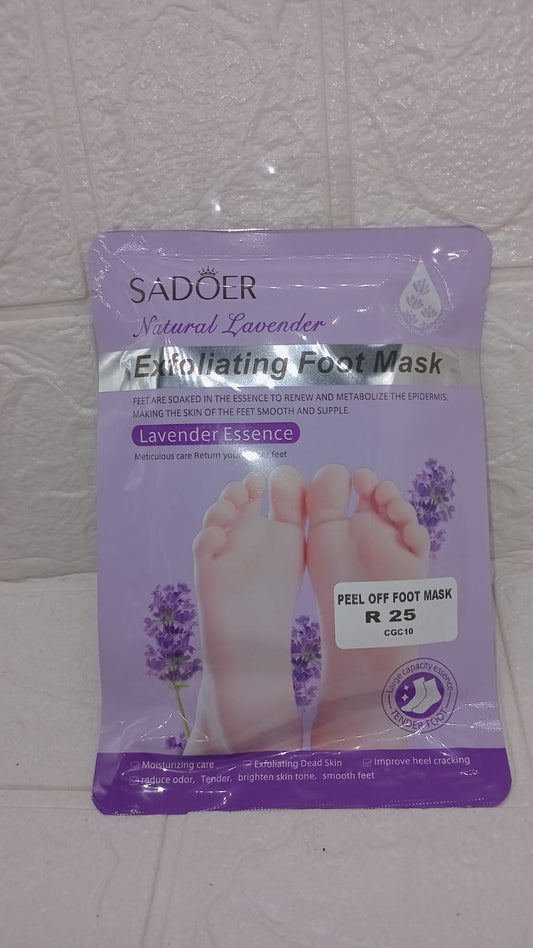 SADOER
Natural Lavender
Exfoliating Foot Mask
FEET ARE SOAKED IN THE ESSENCE TO RENEW AND METABOLIZE THE EPIDERMIS,
MAKING THE SKIN OF THE FEET SMOOTH AND SUPPLE.
Lavender Essence
Meticulous care Return your feet
PEEL OFF FOOT MASK
R 25
CGC10
Large capacity essence
TENDER FOOT
Moisturizing care Exfoliating Dead Skin Improve heel cracking
reduce odor, Tender, brighten skin tone, smooth feet